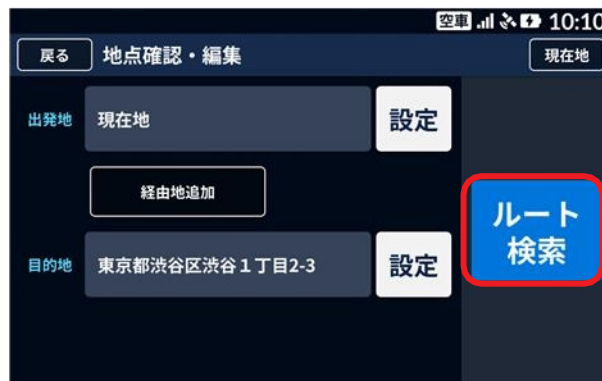 空車 10:10
戻る 地点確認・編集 現在地
出発地 現在地 設定
経由地追加
ルート
検索
目的地 東京都渋谷区渋谷１丁目2-3 設定